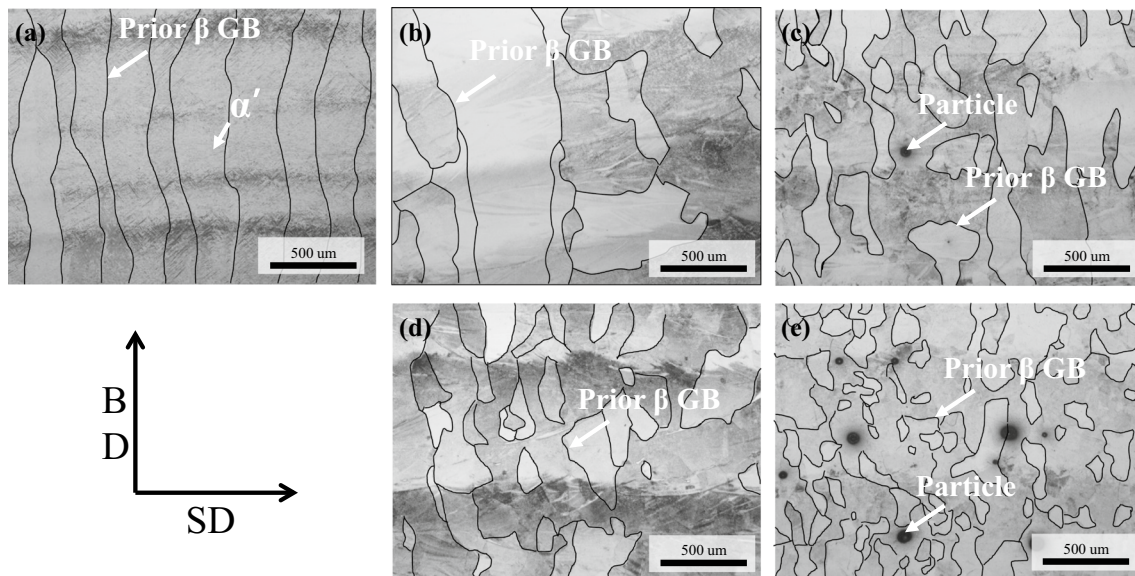 (a)
Prior β GB
α′
500 um
(b)
Prior β GB
500 um
(c)
Particle
Prior β GB
500 um
B
D
SD
(d)
Prior β GB
500 um
(e)
Prior β GB
Particle
500 um